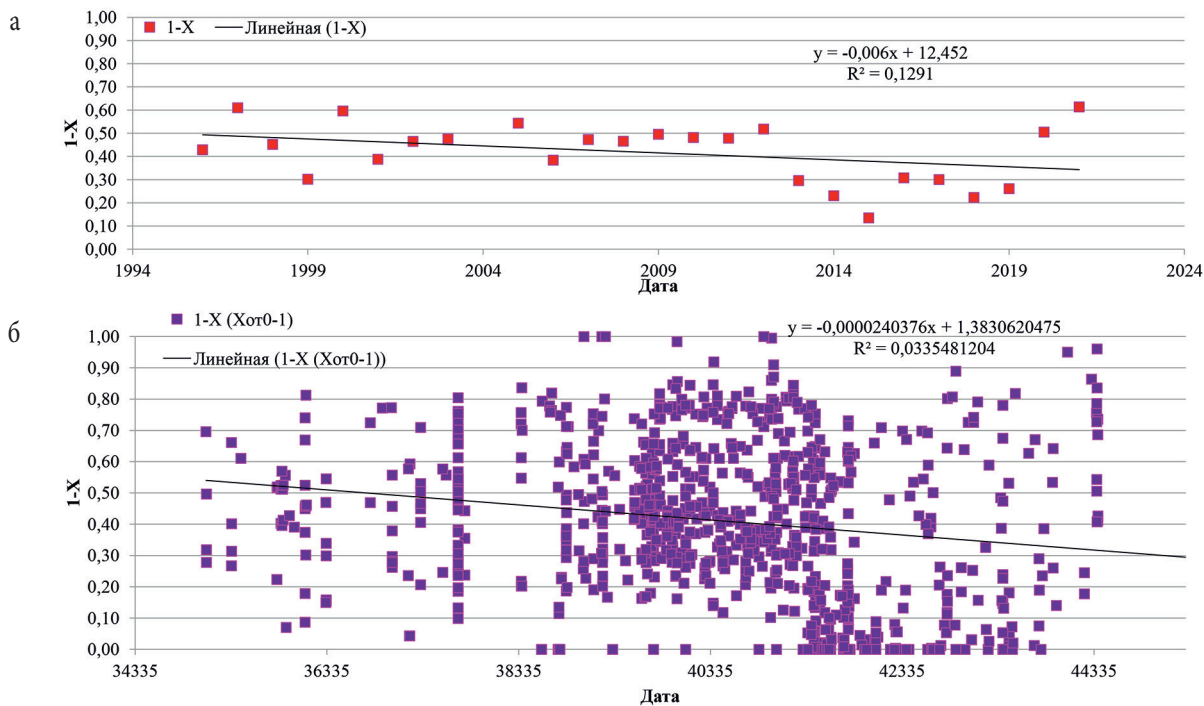 а
1-X
Линейная (1-X)
y = -0,006x + 12,452
R² = 0,1291
1,00
0,90
0,80
0,70
0,60
0,50
0,40
0,30
0,20
0,10
0,00
1-X
1994
1999
2004
2009
2014
2019
2024
Дата
б
1-X (Xот0-1)
Линейная (1-X (Xот0-1))
y = -0,0000240376x + 1,3830620475
R² = 0,0335481204
1,00
0,90
0,80
0,70
0,60
0,50
0,40
0,30
0,20
0,10
0,00
1-X
34335
36335
38335
40335
42335
44335
Дата